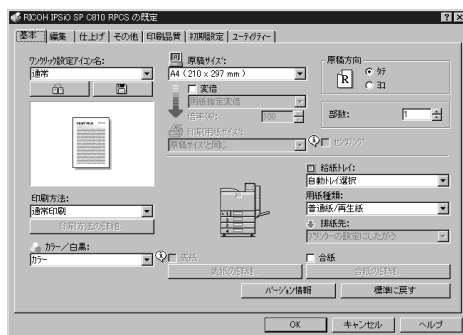 RICOH IPSiO SP C810 RPCS の既定
基本 編集 仕上げ その他 印刷品質 初期設定 ユーティリティー
ワンクリック設定アイコン名:
通常
印刷方法:
通常印刷
印刷方法の詳細...
カラー/白黒:
カラー
原稿サイズ:
A4 (210 x 297 mm)
変倍
用紙指定変倍
倍率(%): 100
印刷用紙サイズ:
原稿サイズと同じ
センタリング
原稿方向
R
タテ
ヨコ
部数: 1
給紙トレイ:
自動トレイ選択
用紙種類:
普通紙/再生紙
排紙先:
プリンターの設定にしたがう
表紙
表紙の詳細...
合紙
合紙の詳細...
バージョン情報 標準に戻す
OK キャンセル ヘルプ